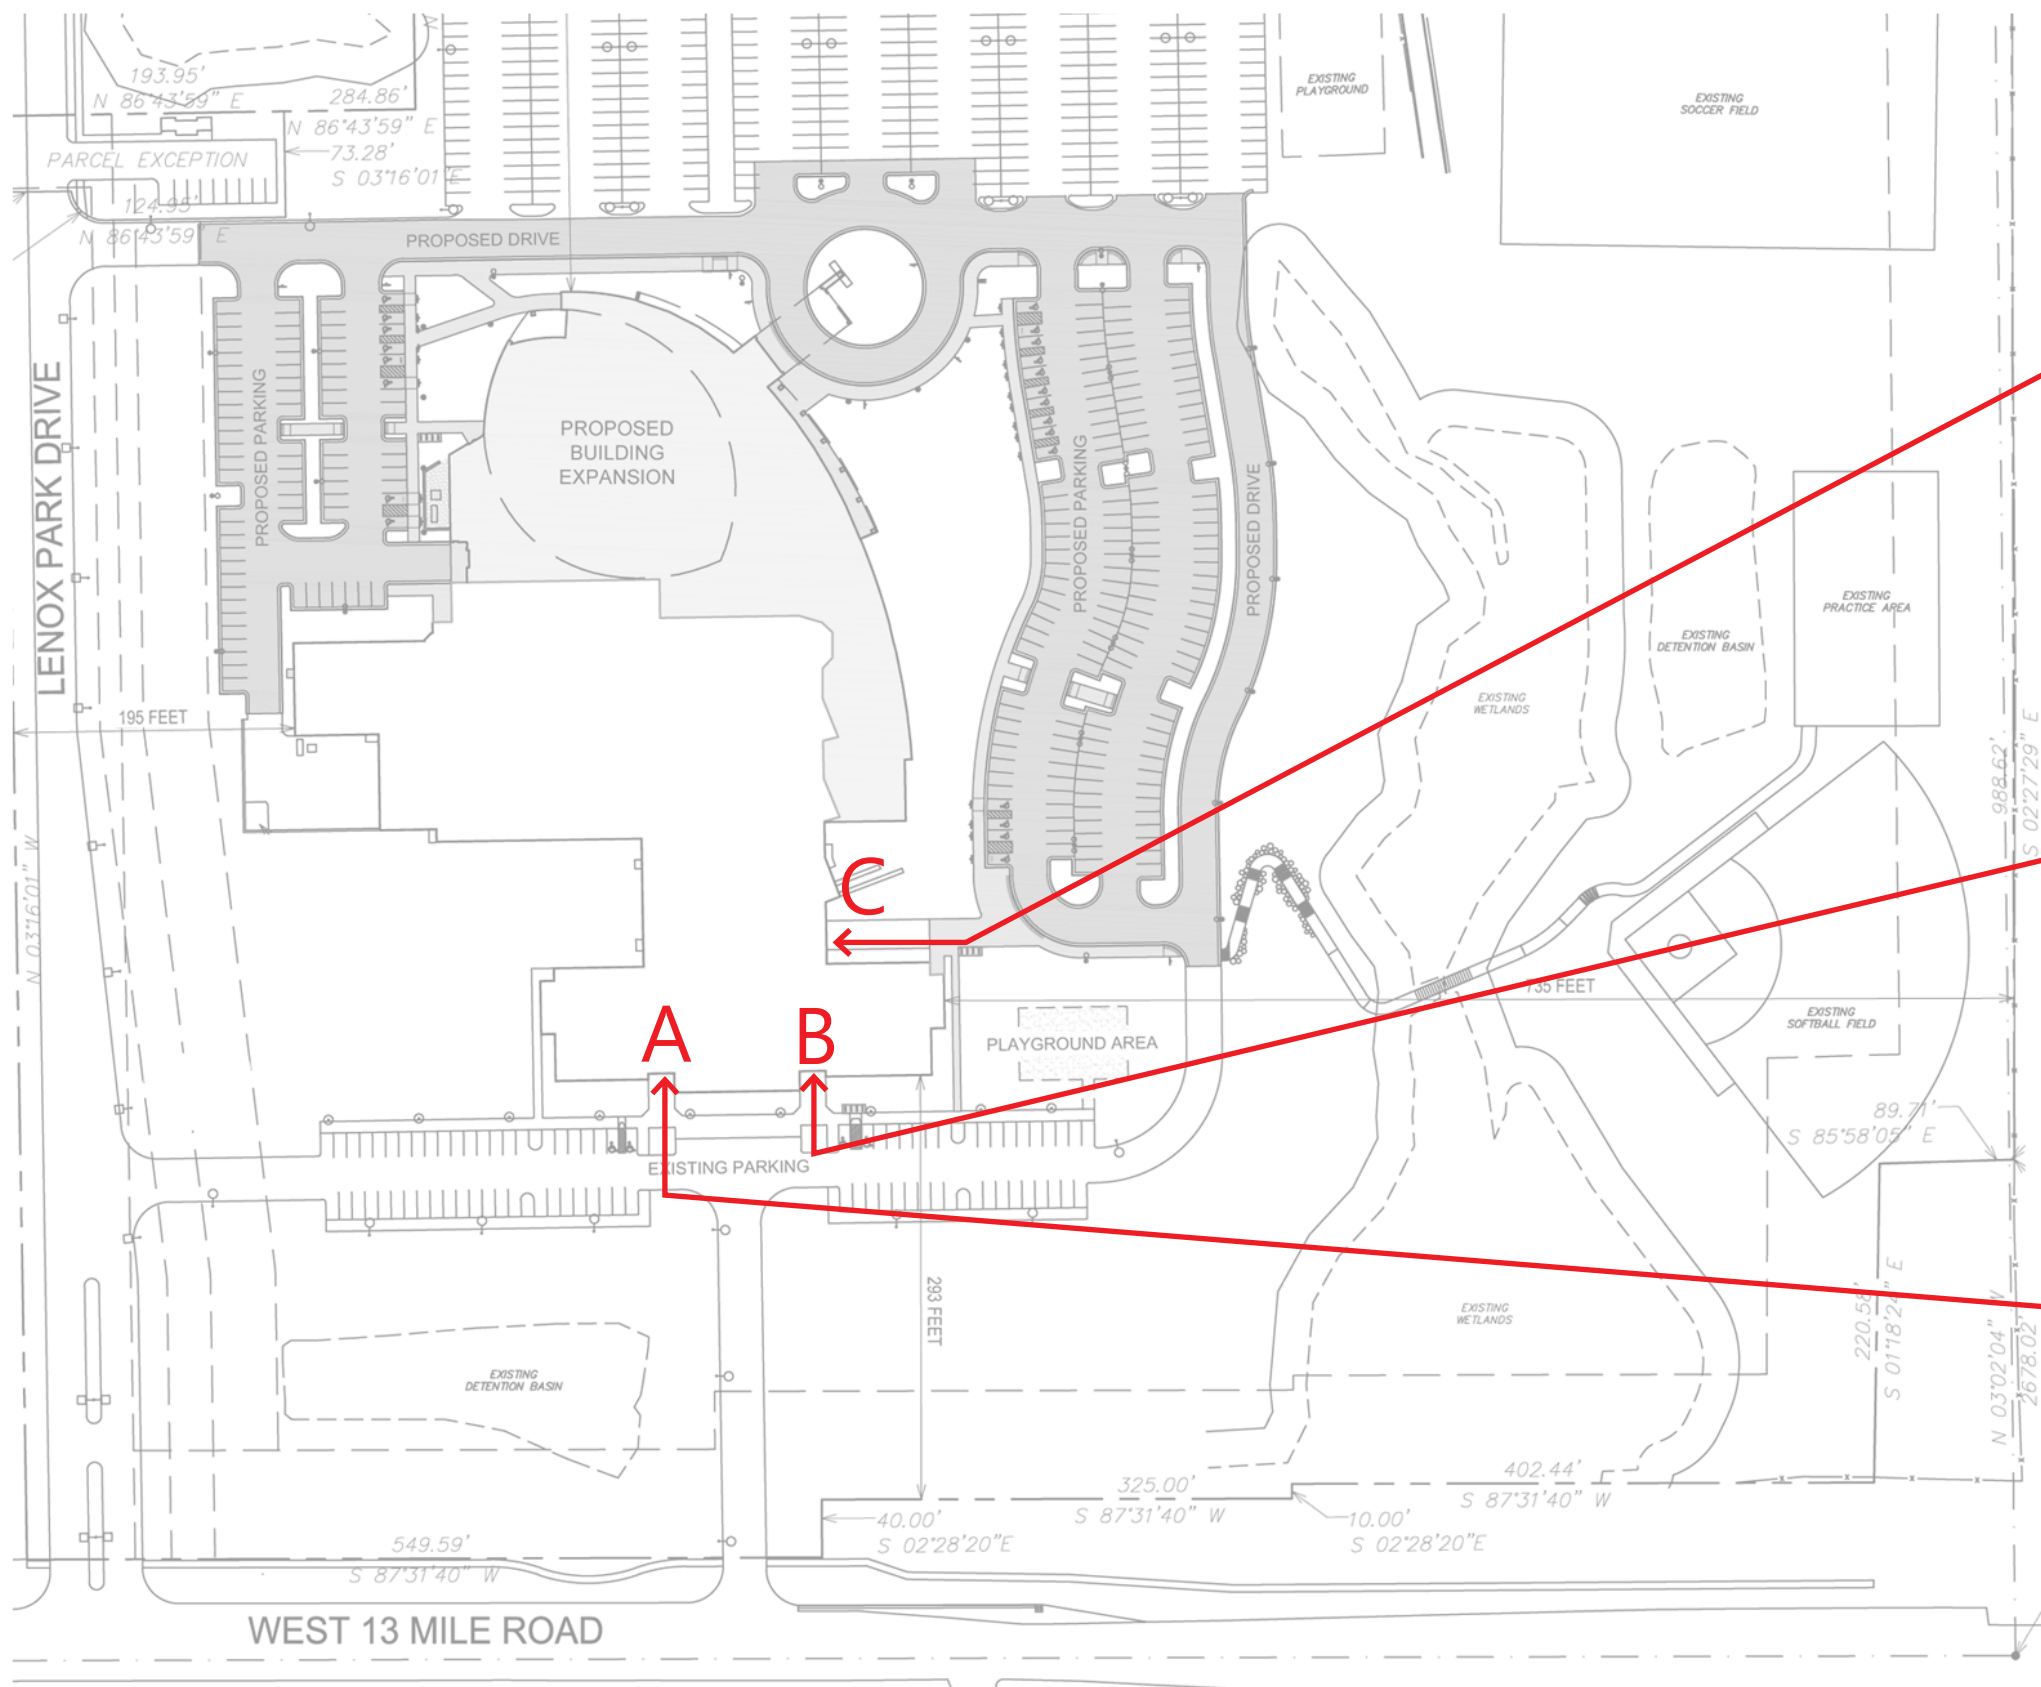 193.95'
N 86°43'59" E
284.86'
N 86°43'59" E
73.28'
S 03°16'01"E
PARCEL EXCEPTION
124.95'
N 86°43'59" E
EXISTING
PLAYGROUND
EXISTING
SOCCER FIELD
PROPOSED DRIVE
LENOX PARK DRIVE
PROPOSED PARKING
PROPOSED
BUILDING
EXPANSION
PROPOSED PARKING
PROPOSED DRIVE
EXISTING
PRACTICE AREA
EXISTING
DETENTION BASIN
EXISTING
WETLANDS
195 FEET
988.62'
S 02°27'29" E
N 03°16'01" W
C
735 FEET
EXISTING
SOFTBALL FIELD
PLAYGROUND AREA
A
B
89.71'
S 85°58'05" E
EXISTING PARKING
293 FEET
220.58'
S 01°18'24" E
N 03°02'04" W
2678.02'
EXISTING
WETLANDS
EXISTING
DETENTION BASIN
402.44'
S 87°31'40" W
325.00'
S 87°31'40" W
40.00'
S 02°28'20"E
10.00'
S 02°28'20"E
549.59'
S 87°31'40" W
WEST 13 MILE ROAD